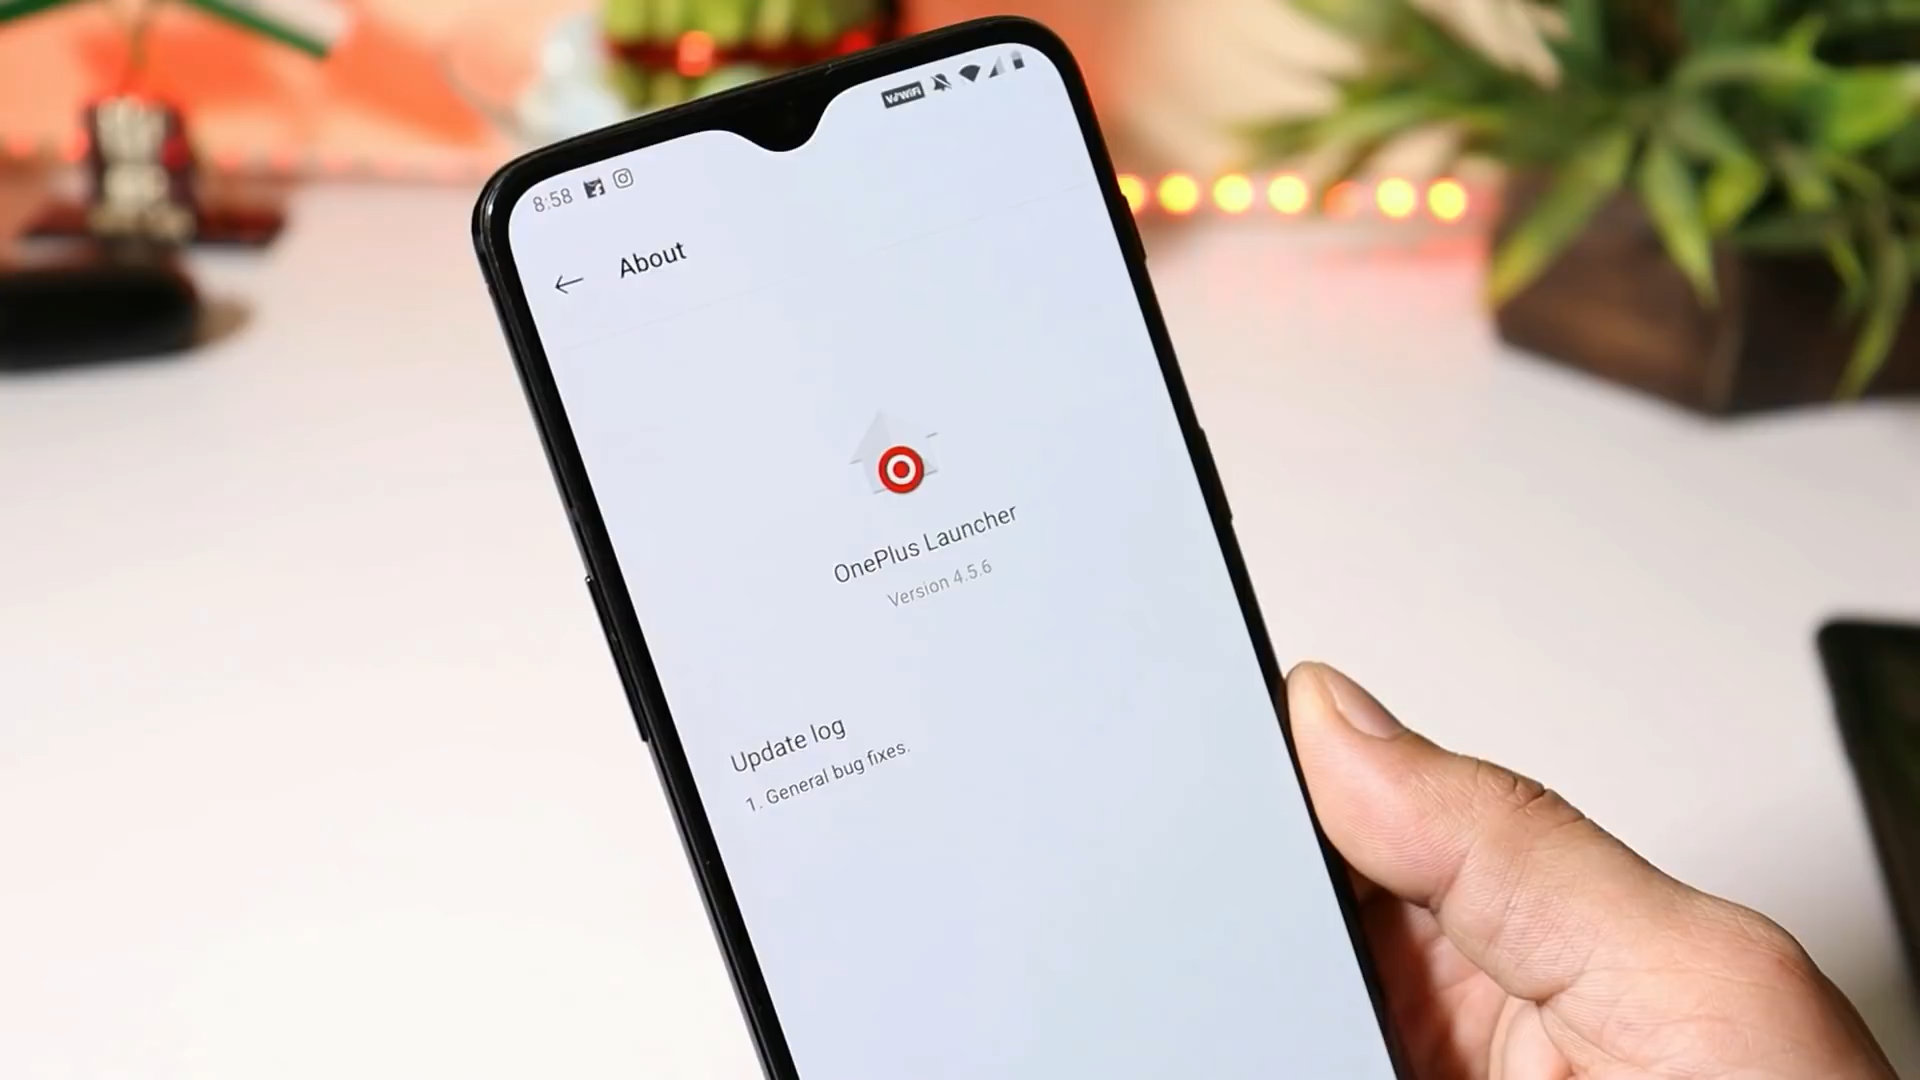 8:58
VoWiFi
About
OnePlus Launcher
Version 4.5.6
Update log
1. General bug fixes.